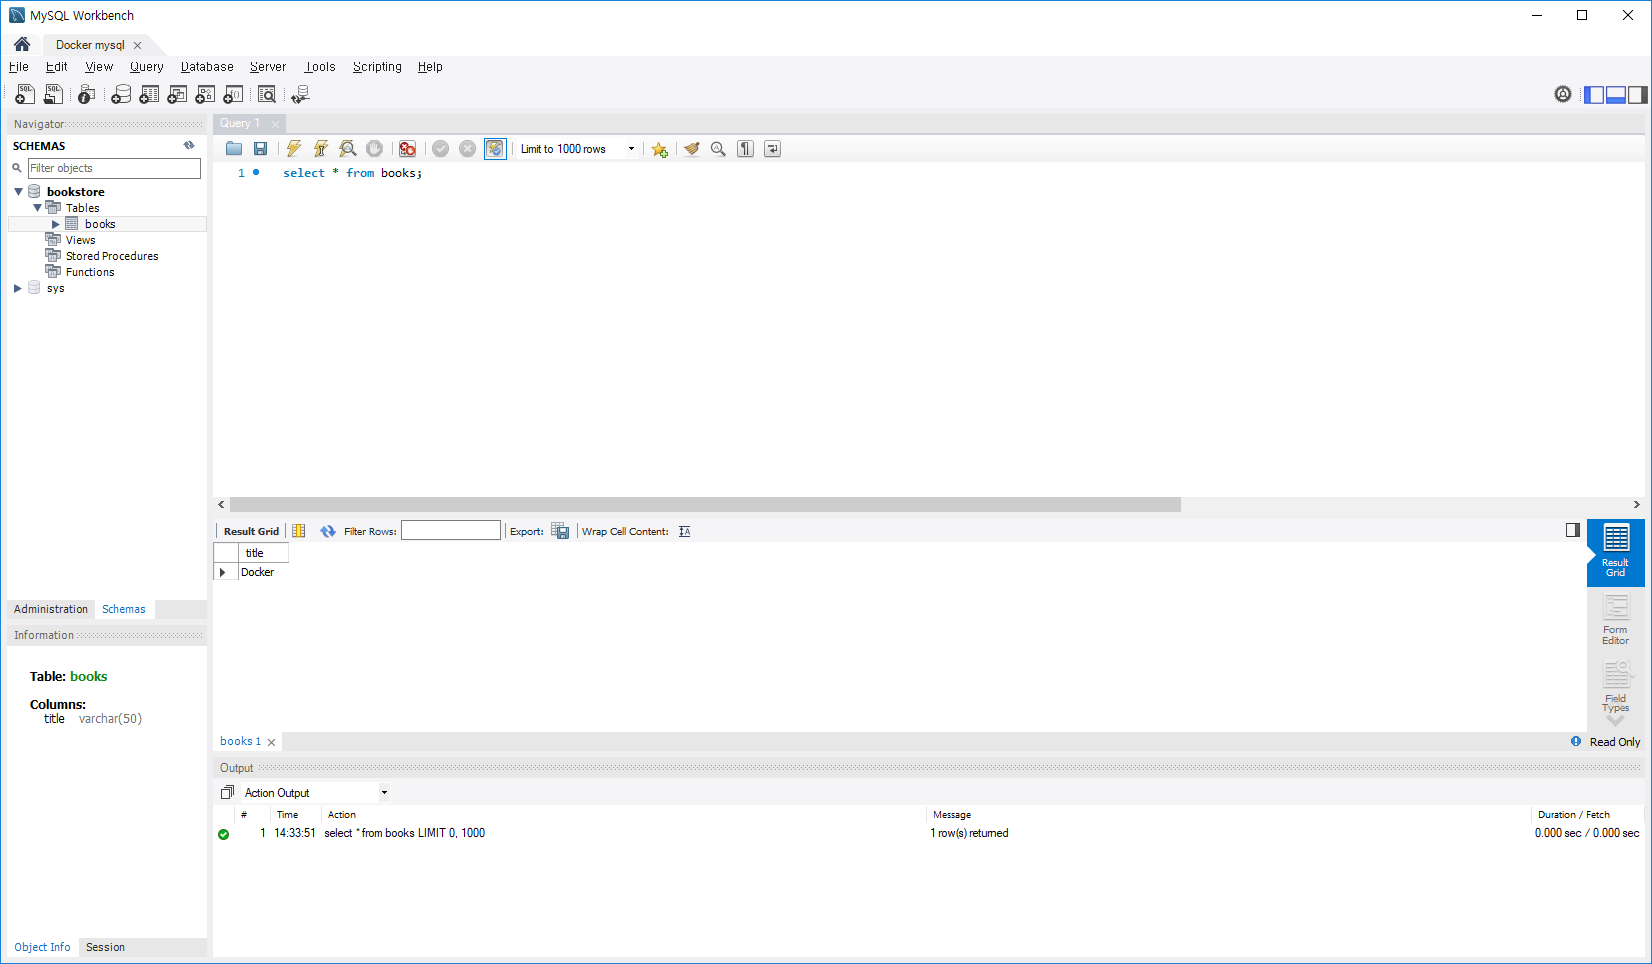 MySQL Workbench
Docker mysql
File Edit View Query Database Server Tools Scripting Help
Navigator
Query 1
SCHEMAS
Limit to 1000 rows
Filter objects
1 select * from books;
bookstore
Tables
books
Views
Stored Procedures
Functions
sys
Result Grid Filter Rows: Export: Wrap Cell Content:
title
Docker
Result
Grid
Form
Editor
Field
Types
Administration Schemas
Information
Table: books
Columns:
title varchar(50)
books 1
Read Only
Output
Action Output
# Time Action Message Duration / Fetch
1 14:33:51 select * from books LIMIT 0, 1000 1 row(s) returned 0.000 sec / 0.000 sec
Object Info Session